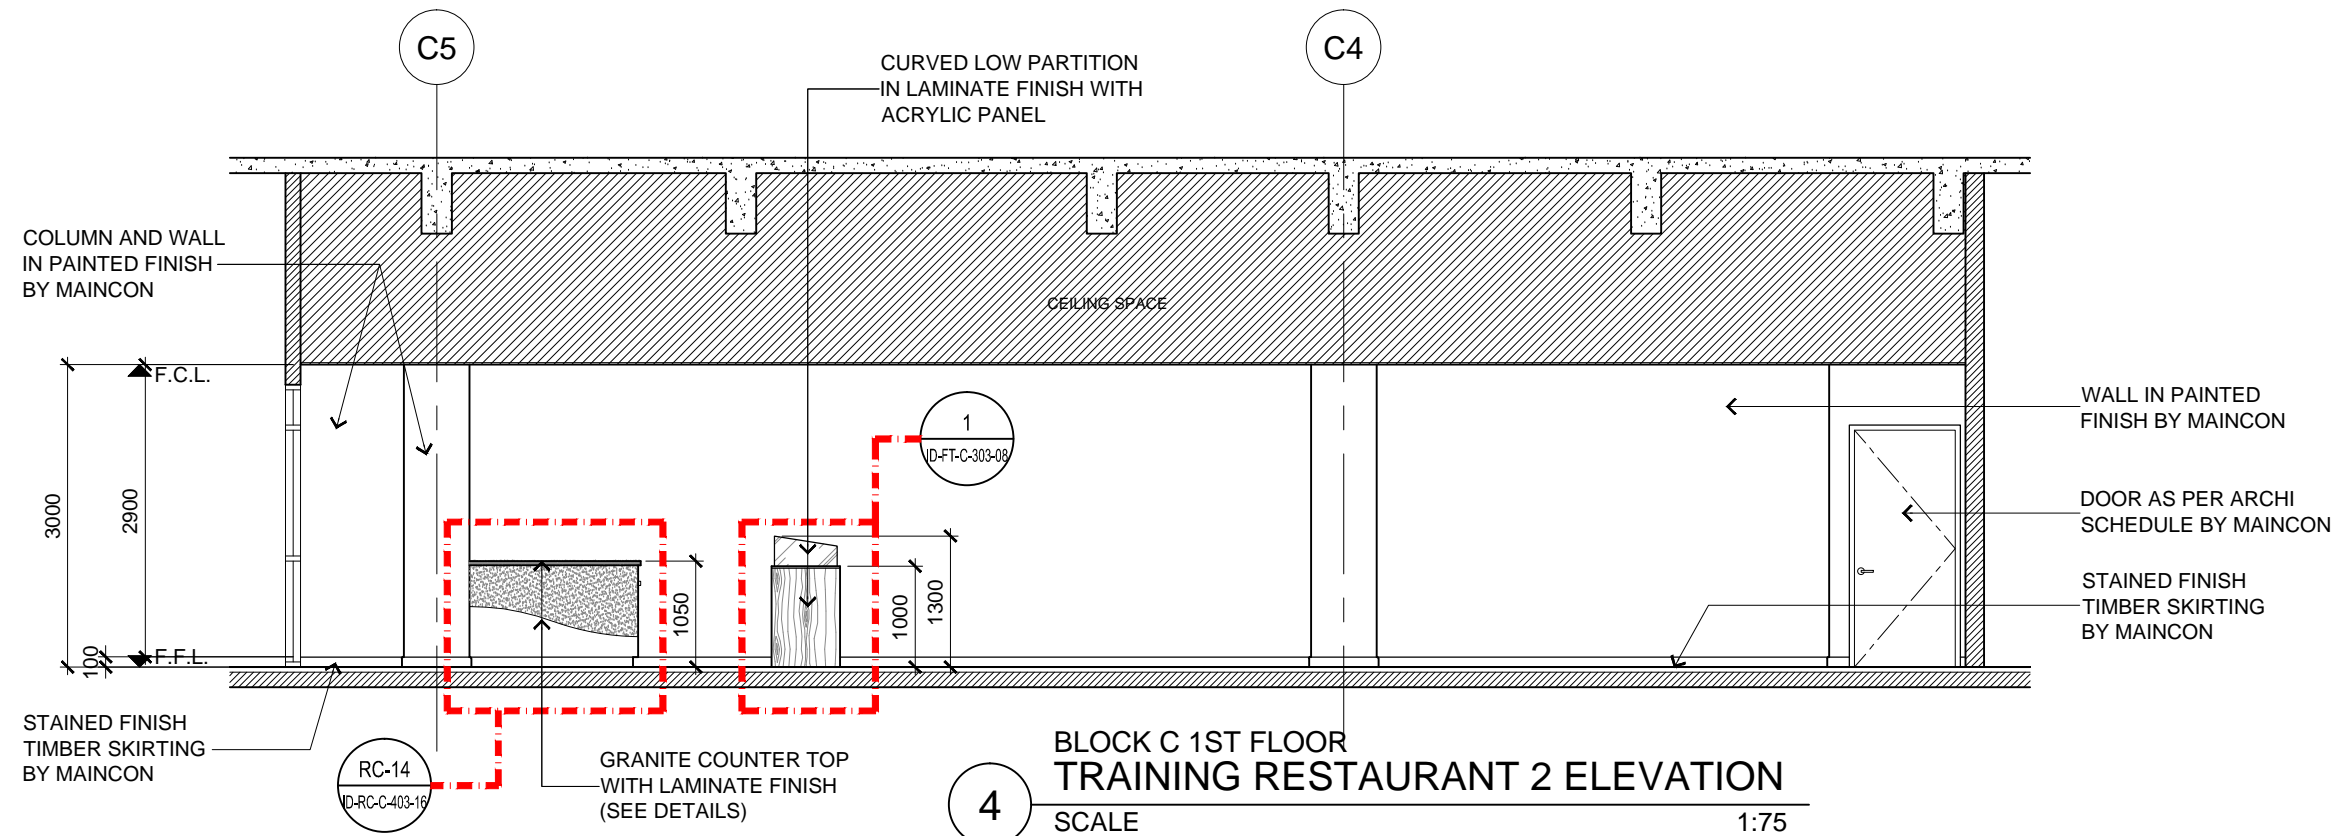 C5
C4
CURVED LOW PARTITION
IN LAMINATE FINISH WITH
ACRYLIC PANEL
COLUMN AND WALL
IN PAINTED FINISH
BY MAINCON
CEILING SPACE
F.C.L.
3000
2900
100
F.F.L.
1
ID-FT-C-303-08
WALL IN PAINTED
FINISH BY MAINCON
DOOR AS PER ARCHI
SCHEDULE BY MAINCON
STAINED FINISH
TIMBER SKIRTING
BY MAINCON
1050
1000
1300
STAINED FINISH
TIMBER SKIRTING
BY MAINCON
RC-14
ID-RC-C-403-16
GRANITE COUNTER TOP
WITH LAMINATE FINISH
(SEE DETAILS)
4
BLOCK C 1ST FLOOR
TRAINING RESTAURANT 2 ELEVATION
SCALE 1:75